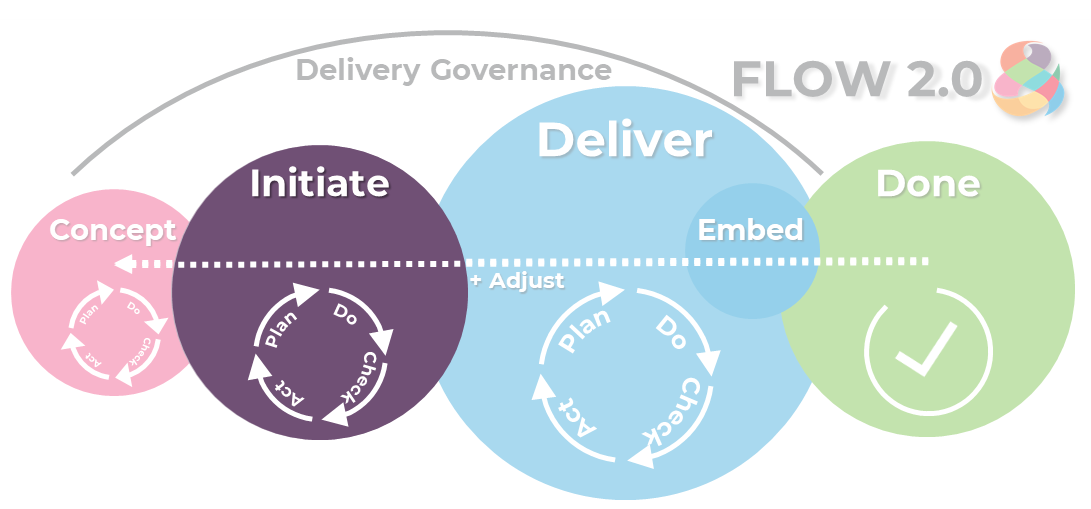 Delivery Governance
FLOW 2.0
Concept
Initiate
Deliver
Embed
Done
+ Adjust
Plan
Do
Check
Act
Plan
Do
Check
Act
Plan
Do
Check
Act